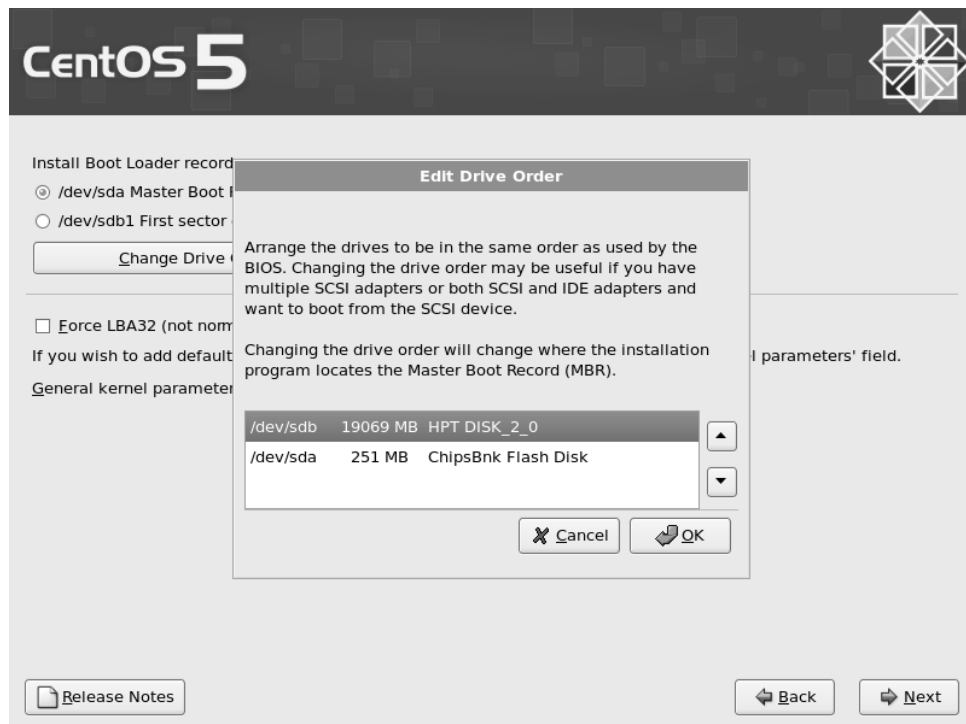 CentOS 5
Install Boot Loader record
/dev/sda Master Boot
/dev/sdb1 First sector
Change Drive
Force LBA32 (not
If you wish to add default
parameters' field.
General kernel
Edit Drive Order
Arrange the drives to be in the same order as used by the
BIOS. Changing the drive order may be useful if you have
multiple SCSI adapters or both SCSI and IDE adapters and
want to boot from the SCSI device.
Changing the drive order will change where the installation
program locates the Master Boot Record (MBR).
/dev/sdb 19069 MB HPT DISK_2_0
/dev/sda 251 MB ChipsBnk Flash Disk
Cancel
OK
Release Notes
Back
Next